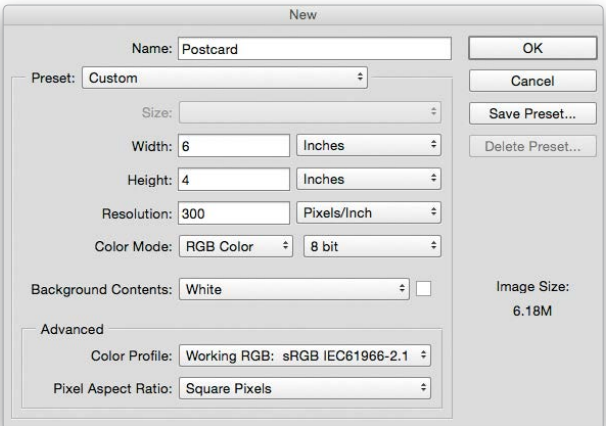 New
Name: Postcard
OK
Preset: Custom
Cancel
Size:
Save Preset...
Width: 6 Inches
Delete Preset...
Height: 4 Inches
Resolution: 300 Pixels/Inch
Color Mode: RGB Color 8 bit
Background Contents: White
Image Size:
6.18M
Advanced
Color Profile: Working RGB: sRGB IEC61966-2.1
Pixel Aspect Ratio: Square Pixels